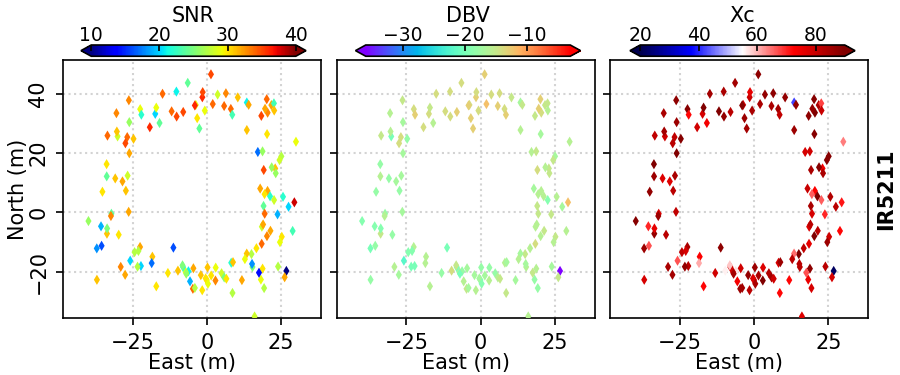 SNR DBV Xc
10 20 30 40 −30 −20 −10 20 40 60 80
North (m)
40
20
0
−20
−25 0 25 −25 0 25 −25 0 25
East (m) East (m) East (m)
IR5211